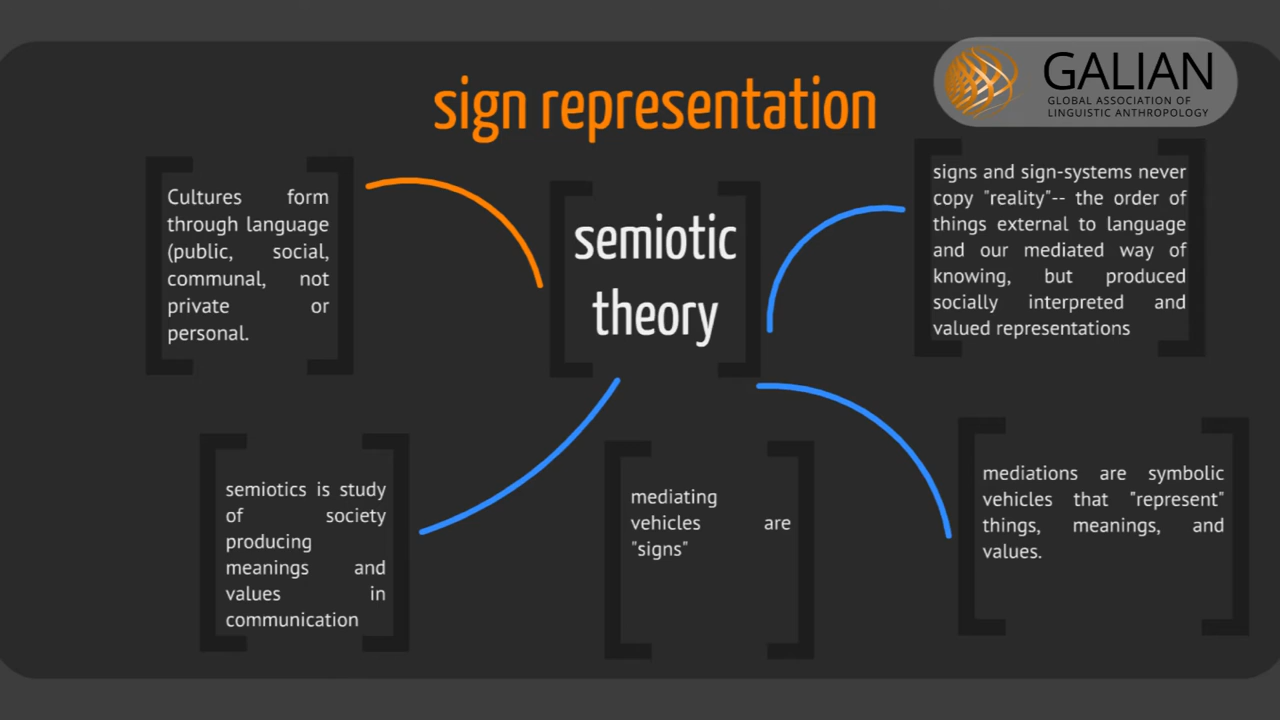 GALIAN
GLOBAL ASSOCIATION OF
LINGUISTIC ANTHROPOLOGY
sign representation
Cultures form
through language
(public, social,
communal, not
private or
personal.
semiotic
theory
signs and sign-systems never
copy "reality"-- the order of
things external to language
and our mediated way of
knowing, but produced
socially interpreted and
valued representations
semiotics is study
of society
producing
meanings and
values in
communication
mediating
vehicles are
"signs"
mediations are symbolic
vehicles that "represent"
things, meanings, and
values.